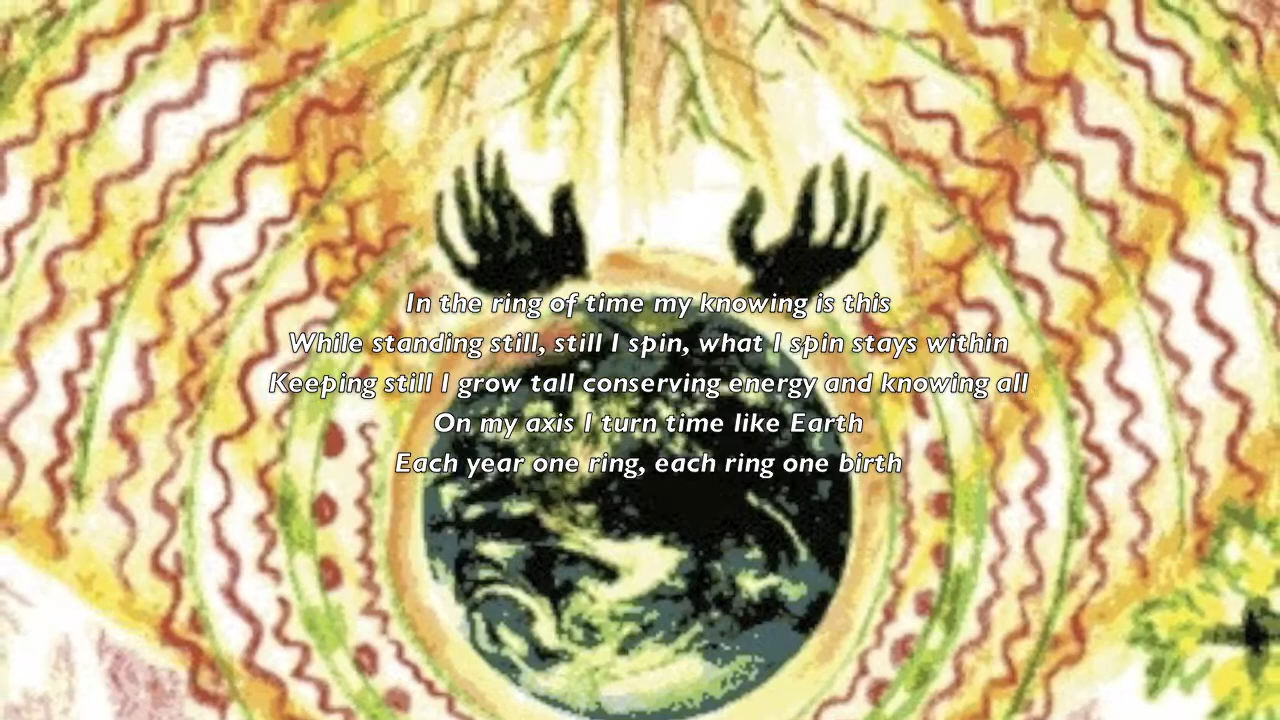 In the ring of time my knowing is this
While standing still, still I spin, what I spin stays within
Keeping still I grow tall conserving energy and knowing all
On my axis I turn time like Earth
Each year one ring, each ring one birth